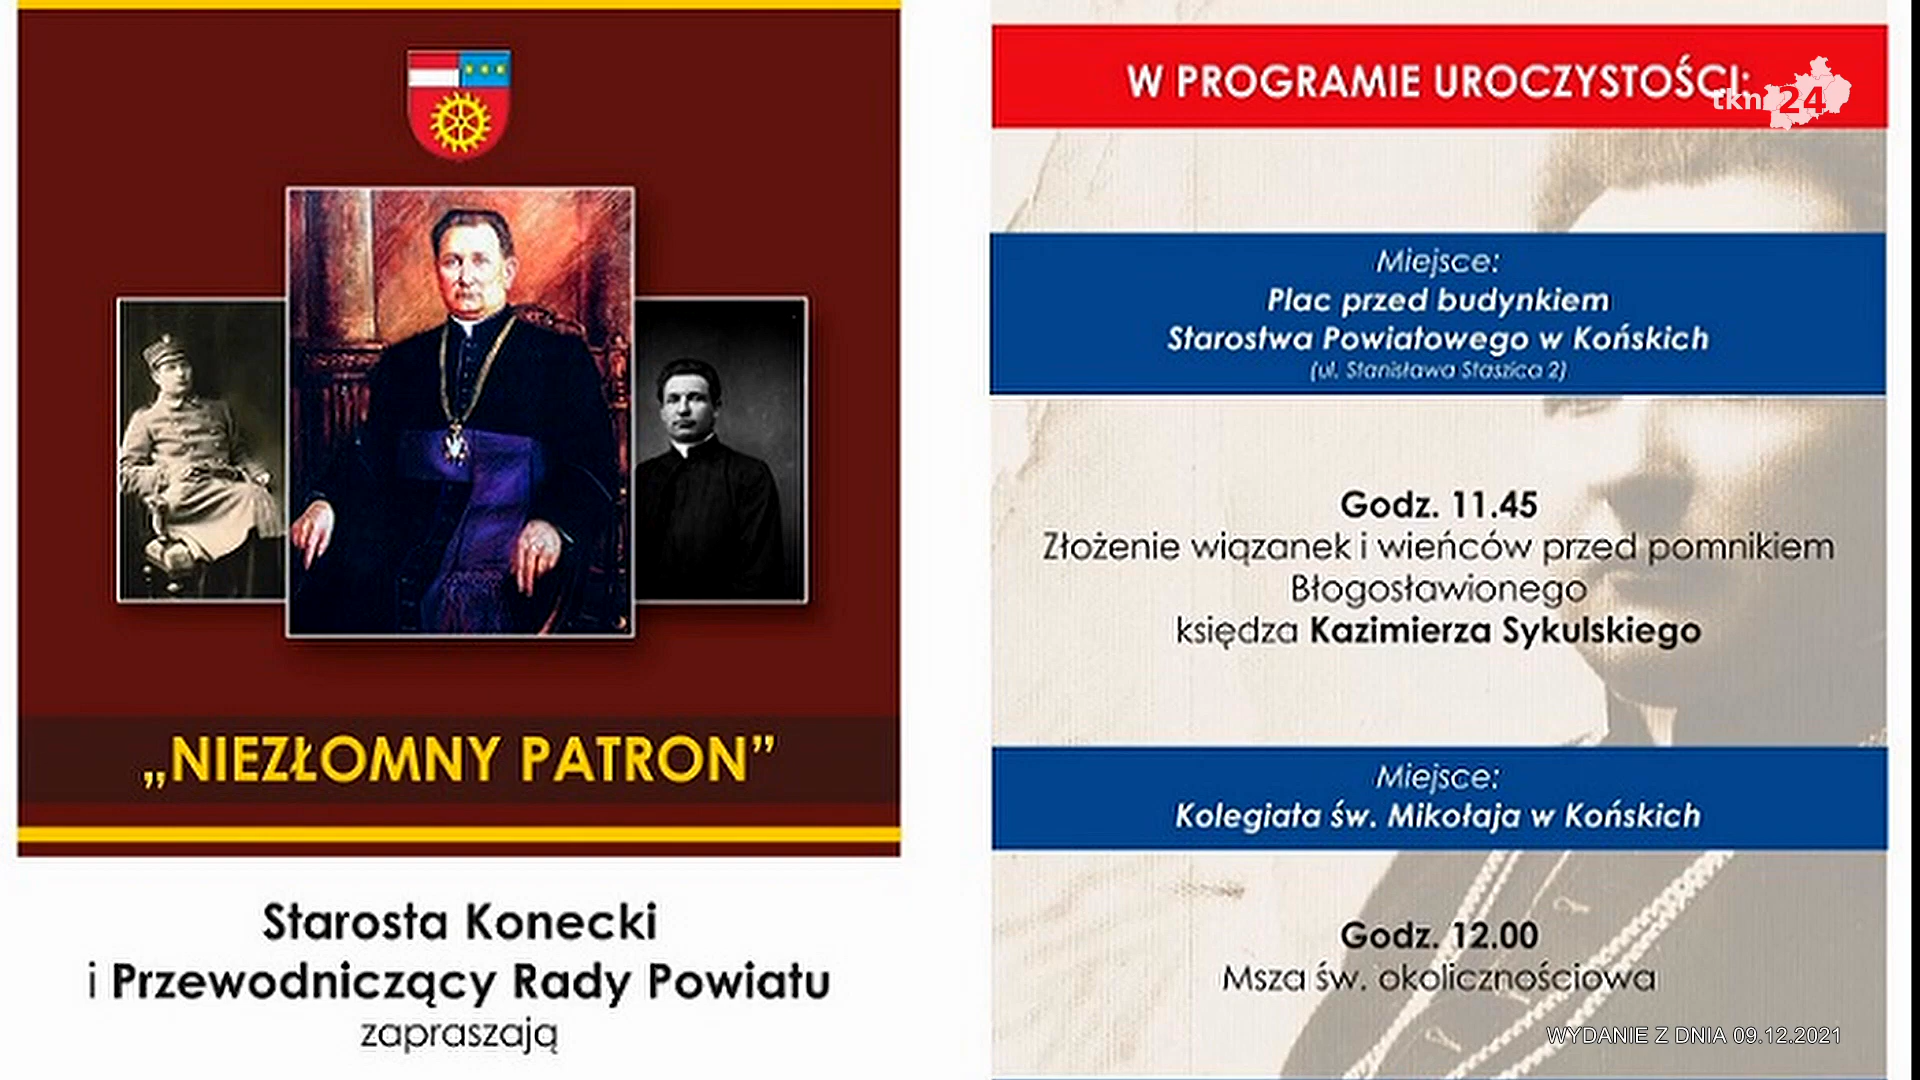 „NIEZŁOMNY PATRON”
Starosta Konecki
i Przewodniczący Rady Powiatu
zapraszają
W PROGRAMIE UROCZYSTOŚCI:
tkn24
Miejsce:
Plac przed budynkiem
Starostwa Powiatowego w Końskich
(ul. Stanisława Staszica 2)
Godz. 11.45
Złożenie wiązanek i wieńców przed pomnikiem
Błogosławionego
księdza Kazimierza Sykulskiego
Miejsce:
Kolegiata św. Mikołaja w Końskich
Godz. 12.00
Msza św. okolicznościowa
WYDANIE Z DNIA 09.12.2021